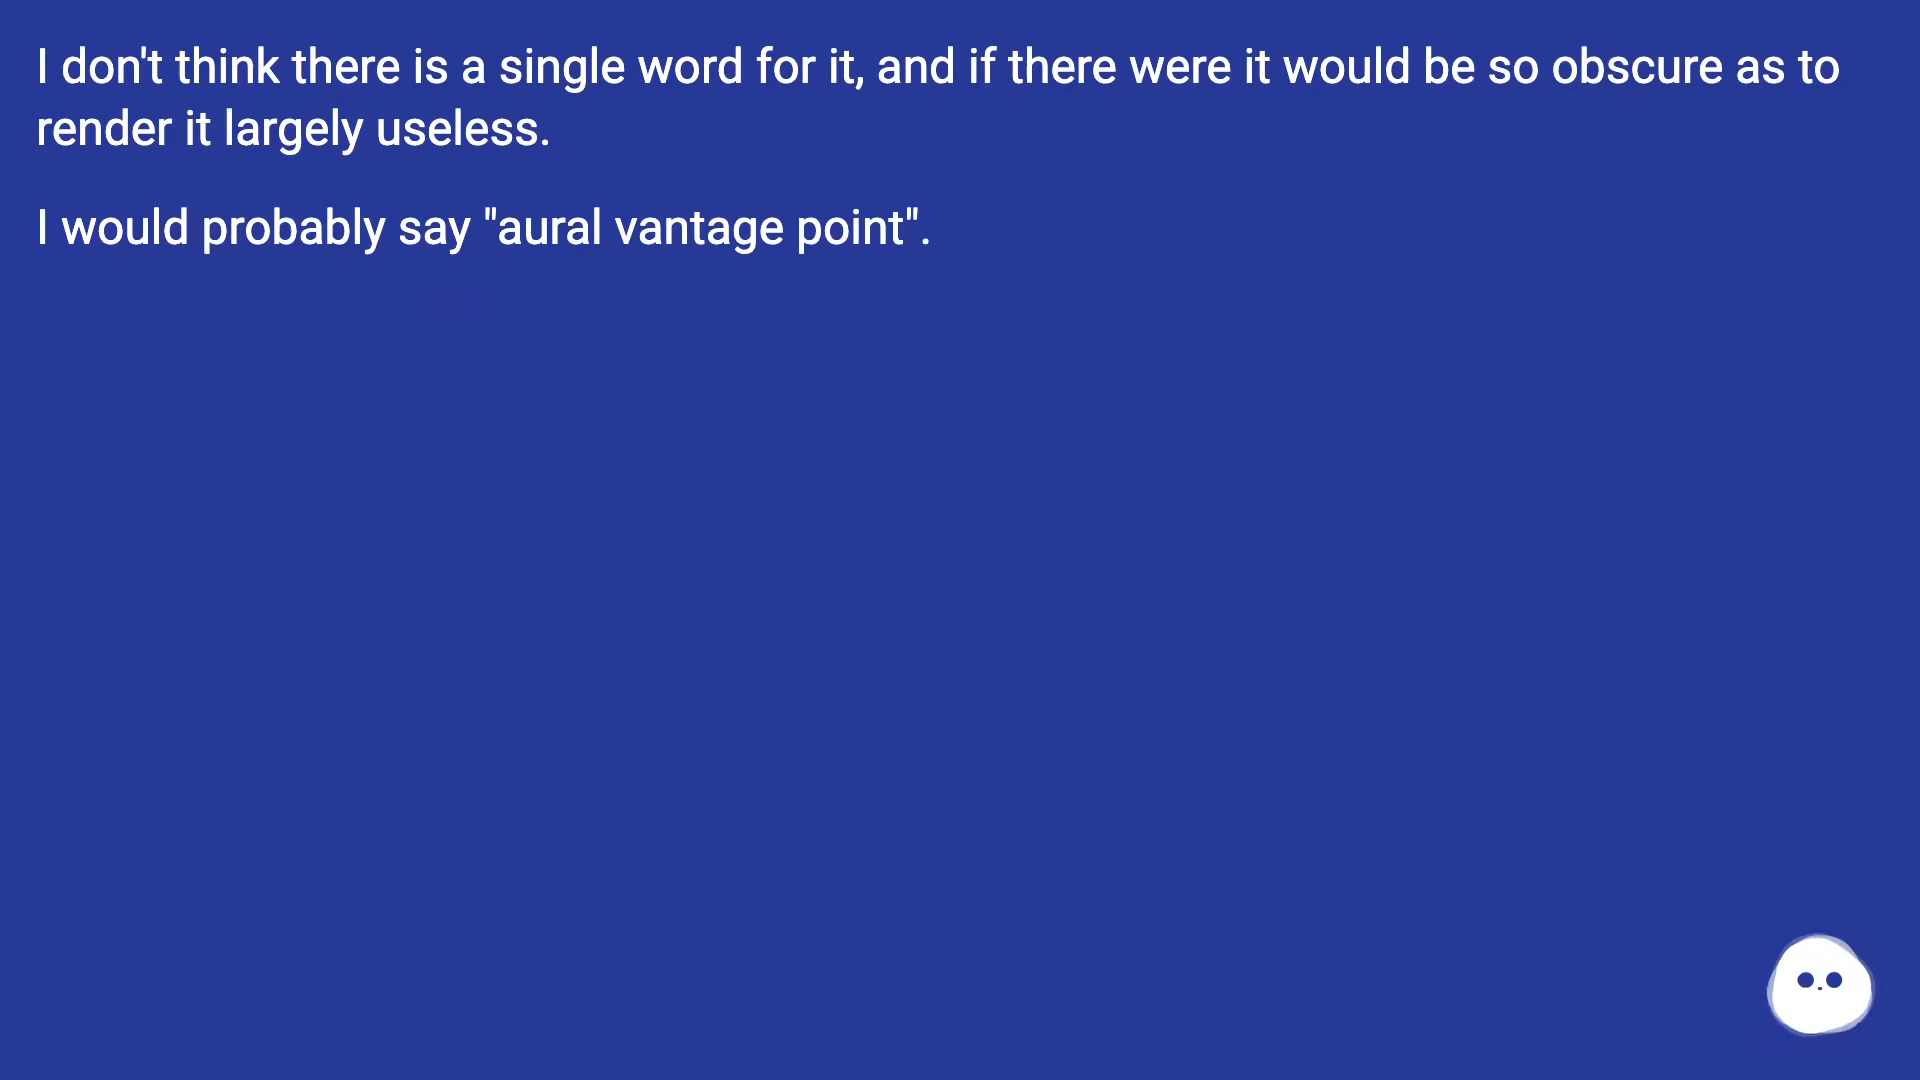 I don't think there is a single word for it, and if there were it would be so obscure as to
render it largely useless.
I would probably say "aural vantage point".